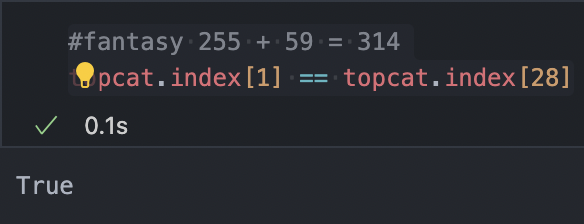 #fantasy 255 + 59 = 314
topcat.index[1] == topcat.index[28]
0.1s
True